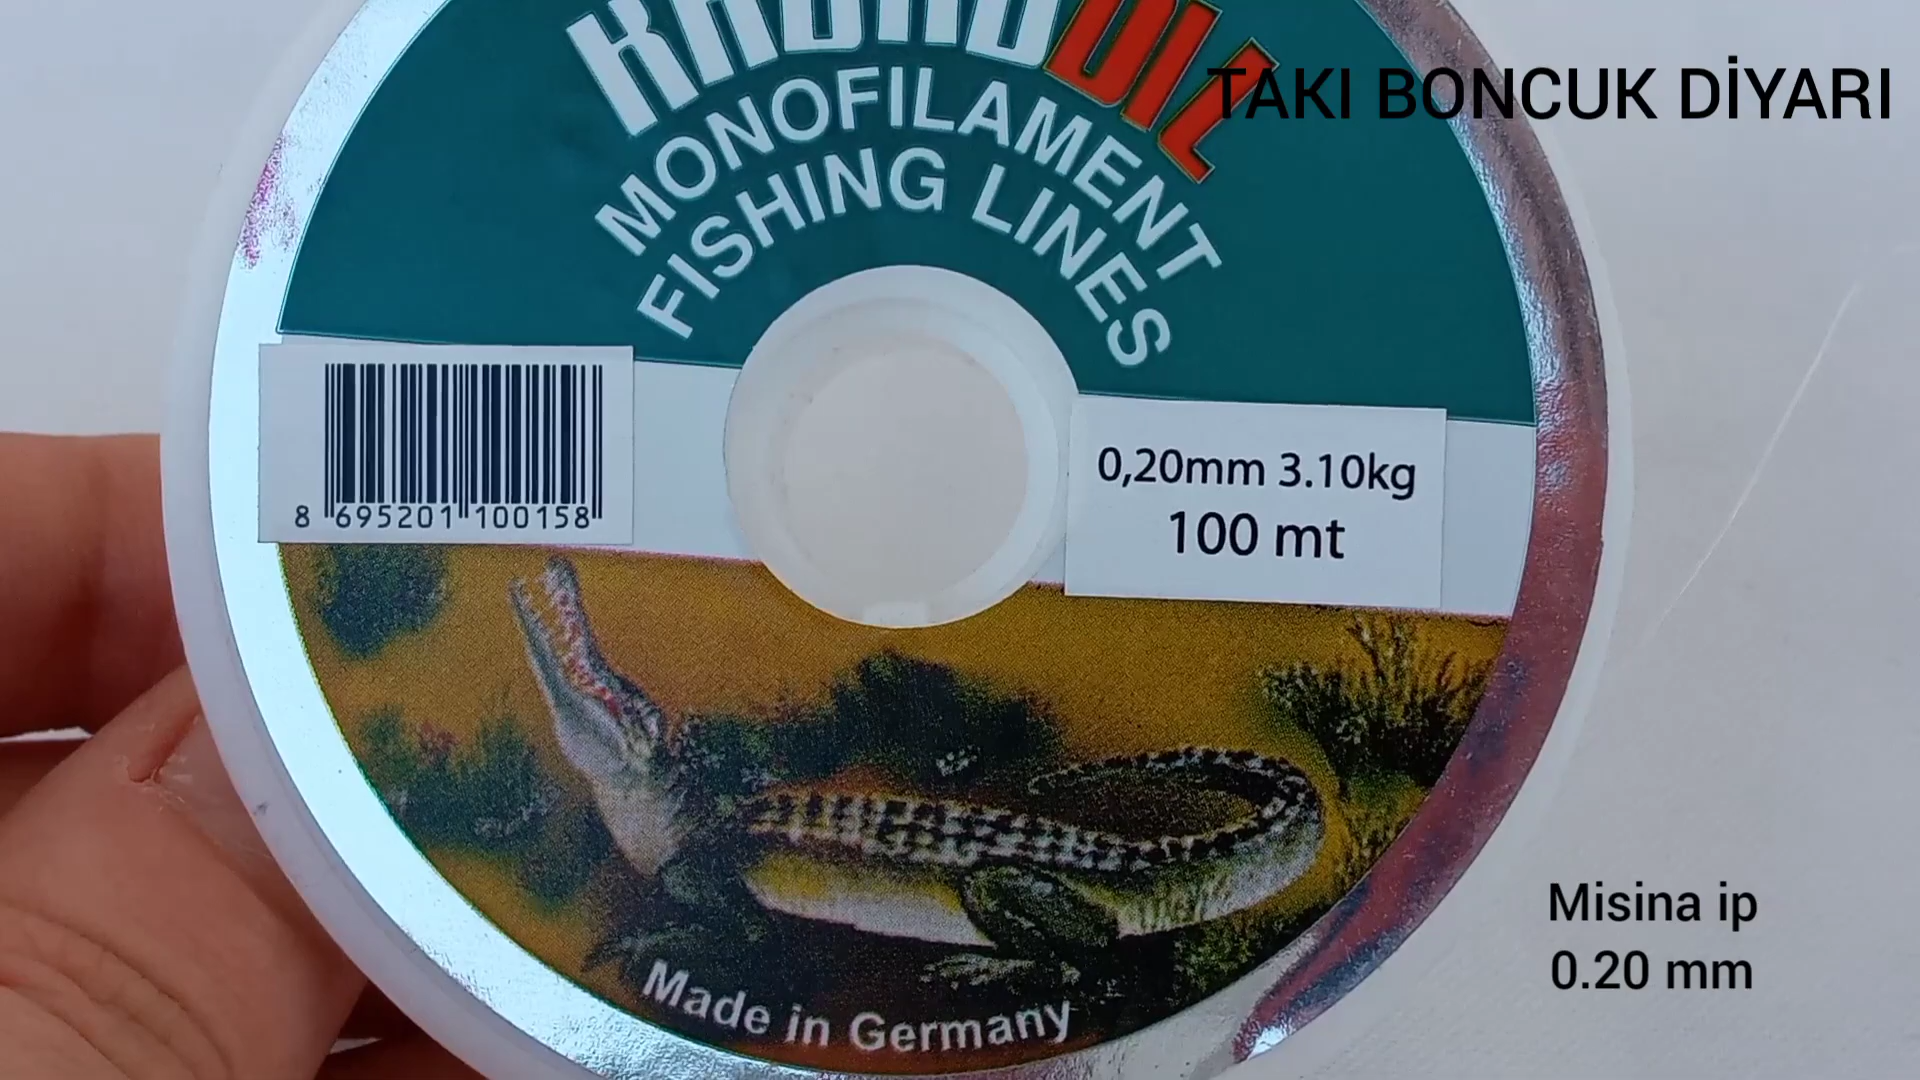 TAKI BONCUK DİYARI
MONOFILAMENT
FISHING LINES
8 695201 100158
0,20mm 3.10kg
100 mt
Misina ip
0.20 mm
Made in Germany